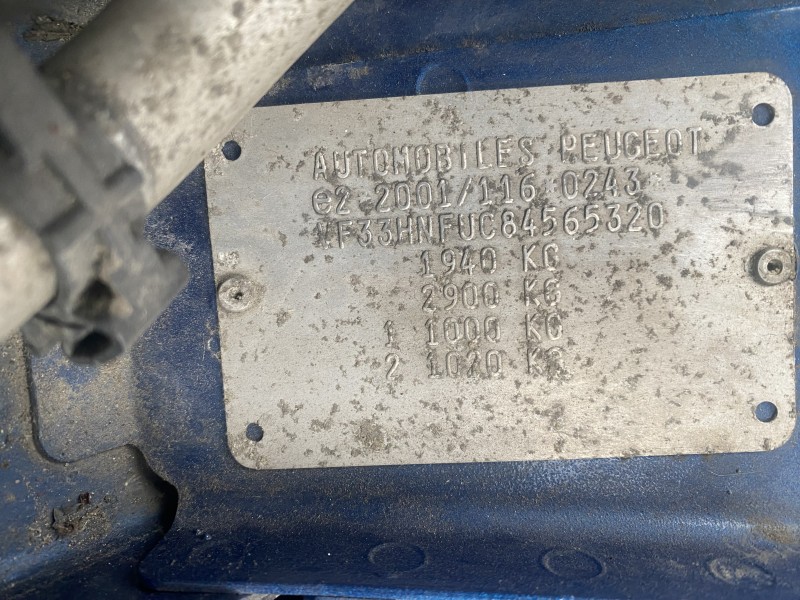 AUTOMOBILES PEUGEOT
e2 2001/116 0243
VF33HNFUC84565320
1940 KG
2900 KG
1 1000 KG
2 1020 KG